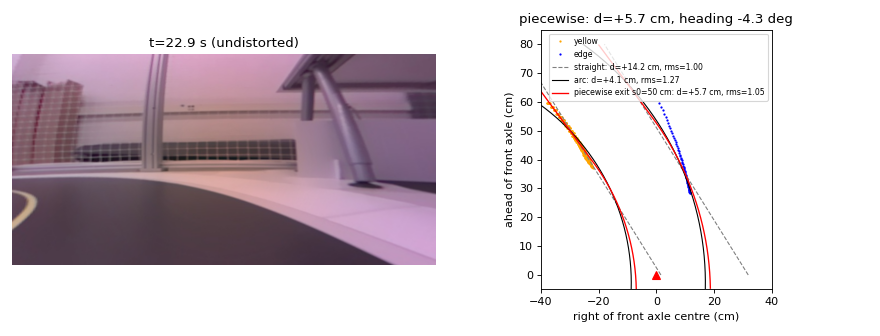 t=22.9 s (undistorted)
piecewise: d=+5.7 cm, heading -4.3 deg
yellow
edge
straight: d=+14.2 cm, rms=1.00
arc: d=+4.1 cm, rms=1.27
piecewise exit s0=50 cm: d=+5.7 cm, rms=1.05
ahead of front axle (cm)
80
70
60
50
40
30
20
10
0
−40
−20
0
20
40
right of front axle centre (cm)